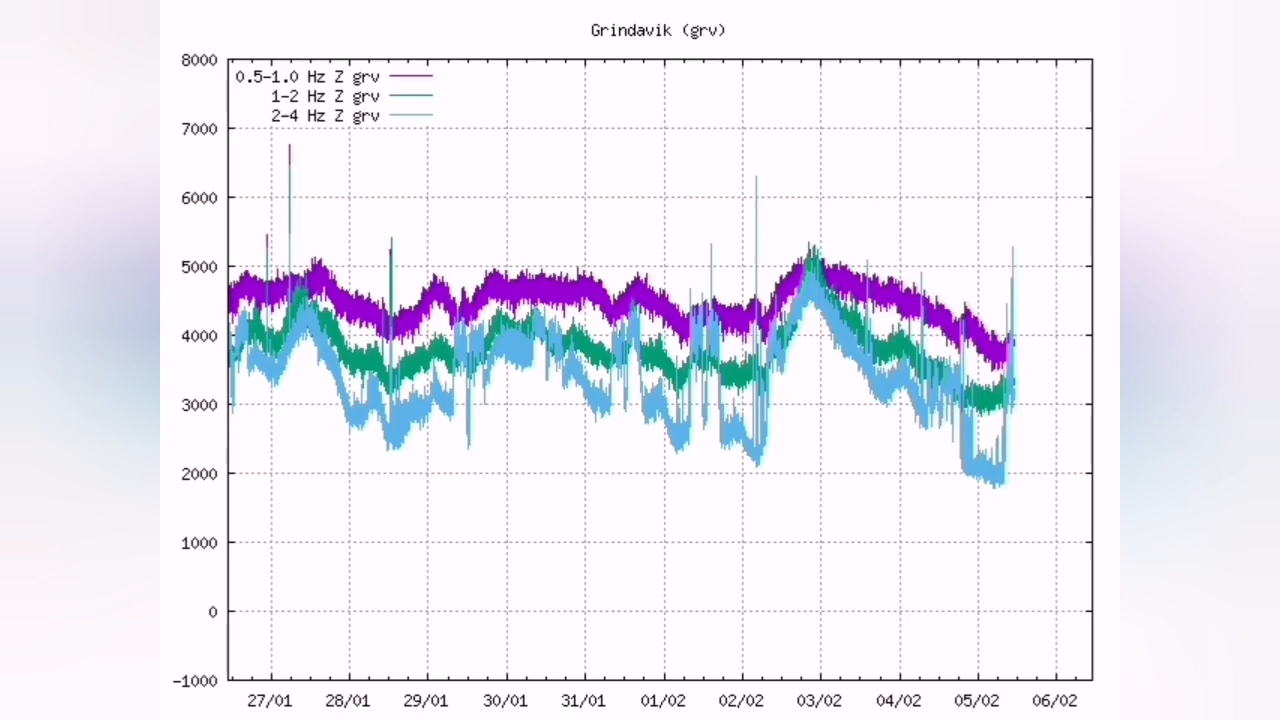 Grindavik (grv)
8000
0.5-1.0 Hz Z grv
1-2 Hz Z grv
2-4 Hz Z grv
7000
6000
5000
4000
3000
2000
1000
0
-1000
27/01 28/01 29/01 30/01 31/01 01/02 02/02 03/02 04/02 05/02 06/02